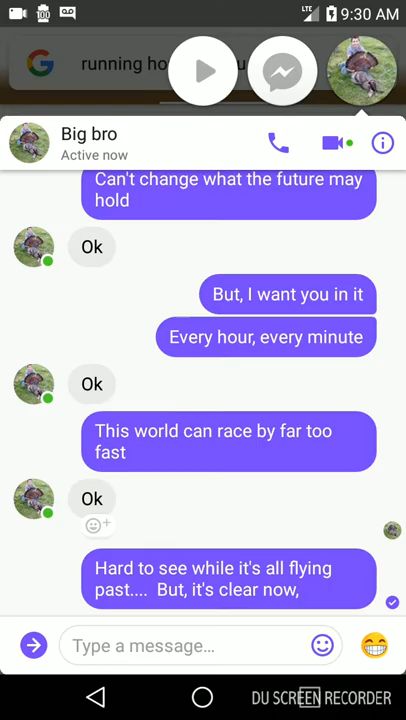 100
LTE
9:30 AM
running ho
u
Big bro
Active now
Can't change what the future may
hold
Ok
But, I want you in it
Every hour, every minute
Ok
This world can race by far too
fast
Ok
Hard to see while it's all flying
past.... But, it's clear now,
Type a message...
DU SCREEN RECORDER